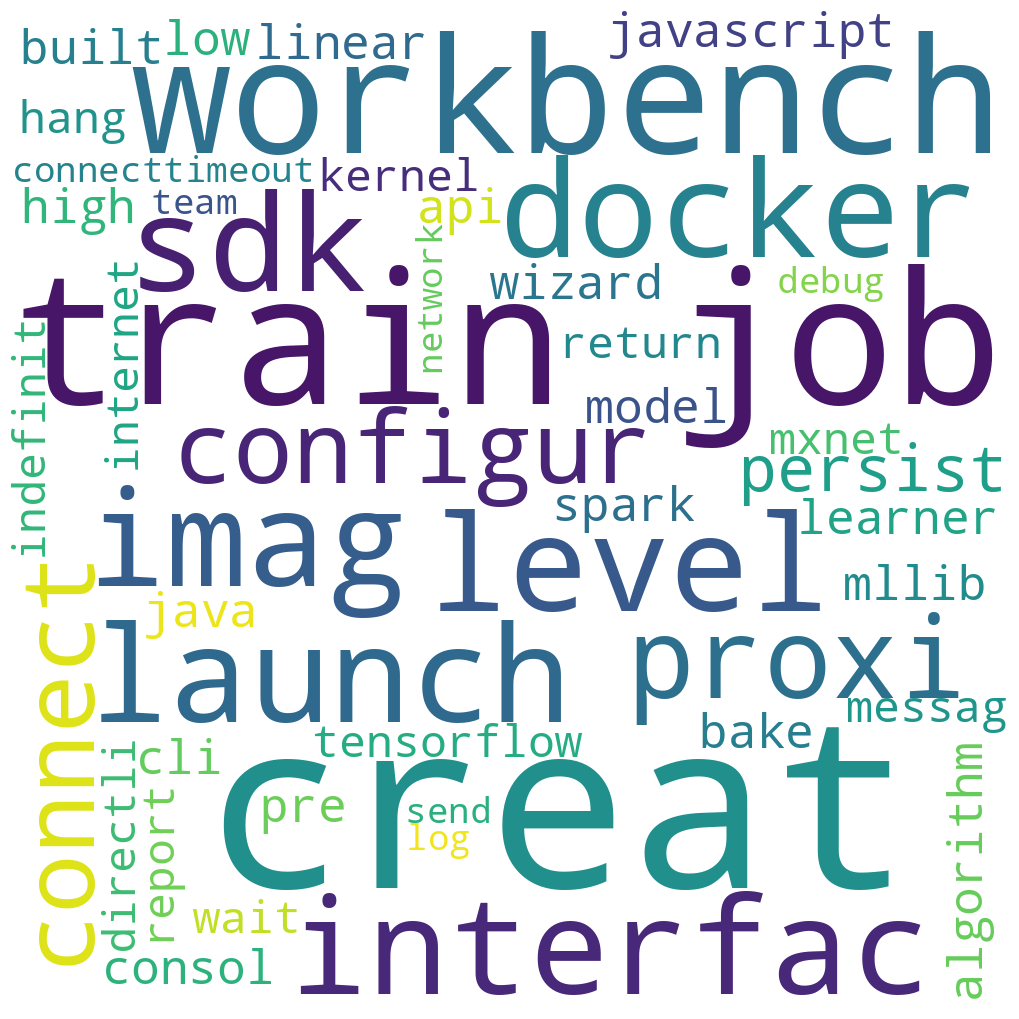 built low linear javascript
workbench
hang
connecttimeout kernel docker
high team api
sdk
network
internet
wizard debug
train job
return
indefinit
model
configur mxnet
persist
spark learner
imag level
mllib
java
connect
launch proxi
messag
tensorflow bake
cli
directli
report
pre send
log
creat
algorithm
wait
interfac
consol